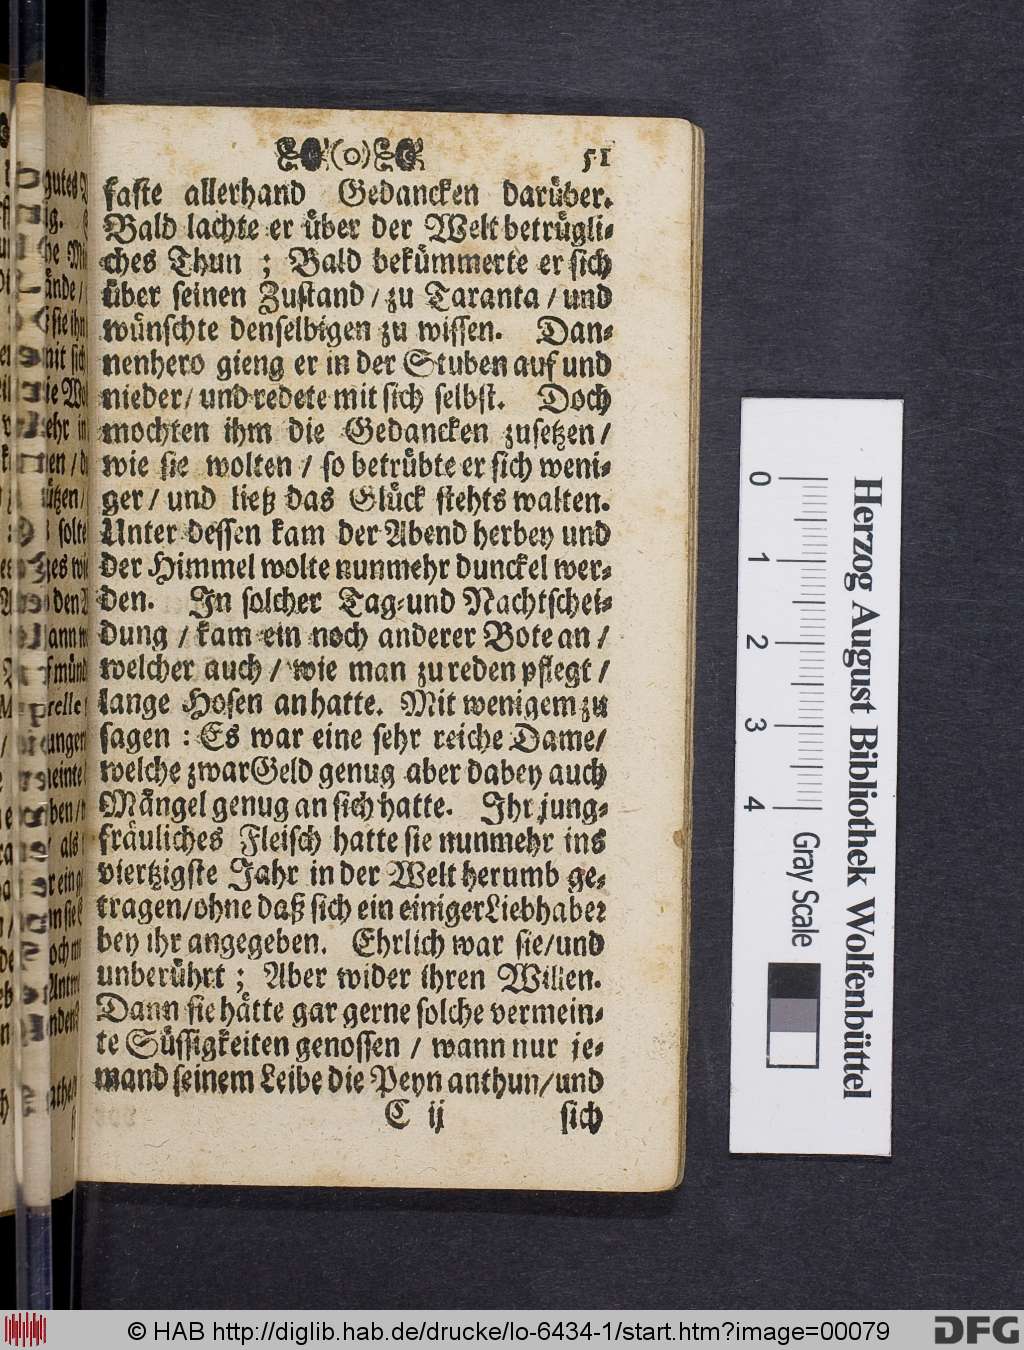 (o) 51
faste allerhand Gedancken darüber.
Bald lachte er über der Welt betrügli-
ches Thun ; Bald bekümmerte er sich
über seinen Zustand / zu Taranta / und
wünschte denselbigen zu wissen. Dan-
nenhero gieng er in der Stuben auf und
nieder / und redete mit sich selbst. Doch
mochten ihm die Gedancken zusetzen /
wie sie wolten / so betrübte er sich weni-
ger / und ließ das Glück stehts walten.
Unter dessen kam der Abend herbey und
der Himmel wolte nunmehr dunckel wer-
den. In solcher Tag-und Nachtschei-
dung / kam ein noch anderer Bote an /
welcher auch / wie man zu reden pflegt /
lange Hosen anhatte. Mit wenigem zu
sagen : Es war eine sehr reiche Dame /
welche zwar Geld genug aber dabey auch
Mängel genug an sich hatte. Ihr jung-
fräuliches Fleisch hatte sie nunmehr ins
viertzigste Jahr in der Welt herumb ge-
tragen / ohne daß sich ein einiger Liebhaber
bey ihr angegeben. Ehrlich war sie / und
unberührt ; Aber wider ihren Willen.
Dann sie hätte gar gerne solche vermein-
te Süssigkeiten genossen / wann nur je-
mand seinem Leibe die Peyn anthun / und
C ij sich
0 1 2 3 4 Gray Scale
Herzog August Bibliothek Wolfenbüttel
© HAB http://diglib.hab.de/drucke/lo-6434-1/start.htm?image=00079
DFG